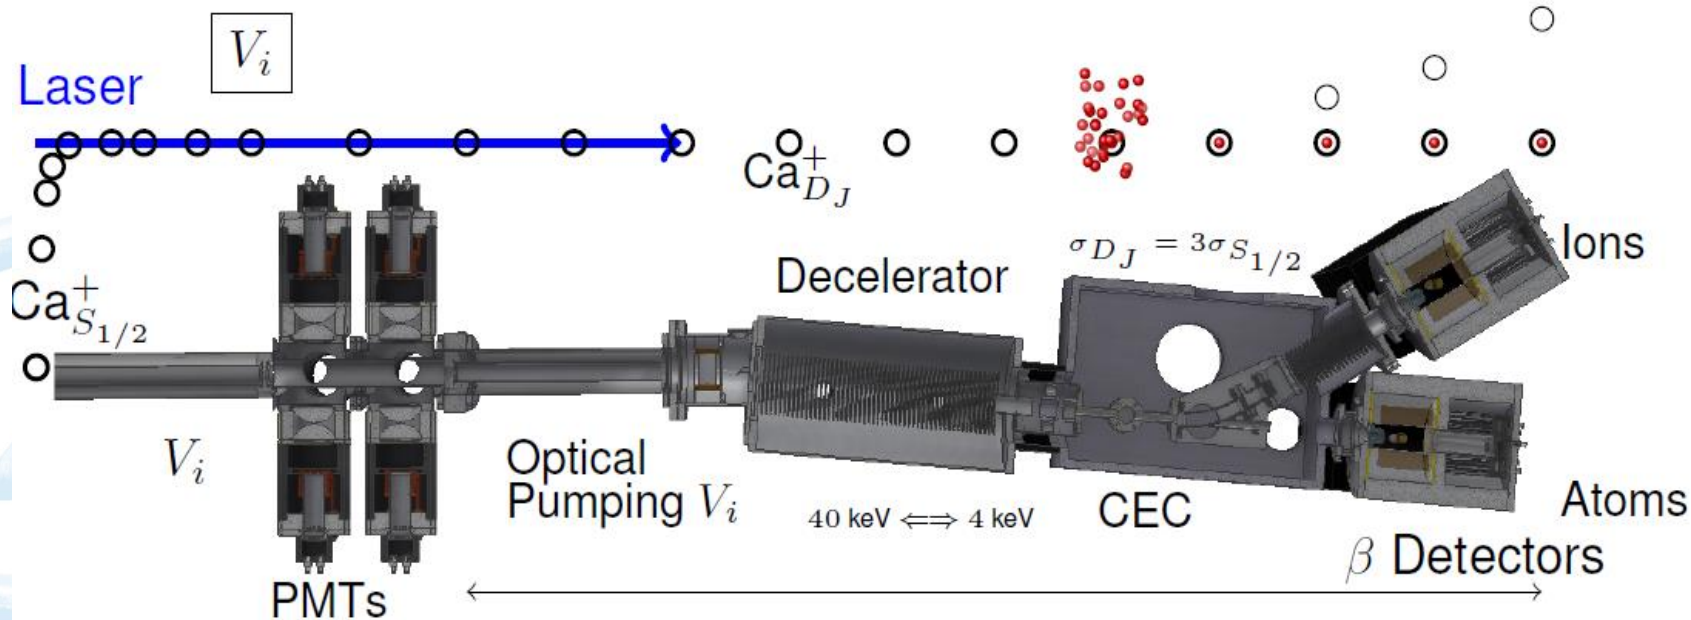 V_i
Laser
Ca^+_{D_J}
σ_{D_J} = 3σ_{S_{1/2}}
Ions
Decelerator
Ca^+_{S_{1/2}}
V_i
Optical
Pumping V_i
40 keV ⟺ 4 keV
CEC
Atoms
β Detectors
PMTs